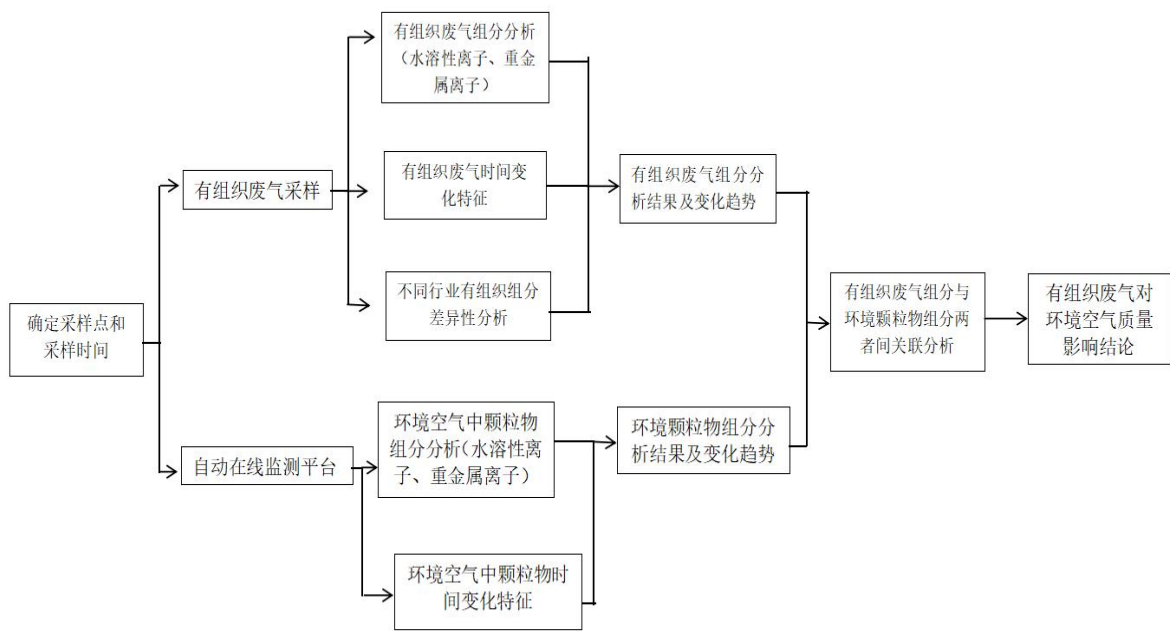 有组织废气组分分析
（水溶性离子、重金
属离子）
有组织废气采样
有组织废气时间变
化特征
有组织废气组分分
析结果及变化趋势
不同行业有组织组分
差异性分析
确定采样点和
采样时间
有组织废气组分与
环境颗粒物组分两
者间关联分析
有组织废气对
环境空气质量
影响结论
自动在线监测平台
环境空气中颗粒物
组分分析（水溶性离
子、重金属离子）
环境颗粒物组分分
析结果及变化趋势
环境空气中颗粒物时
间变化特征